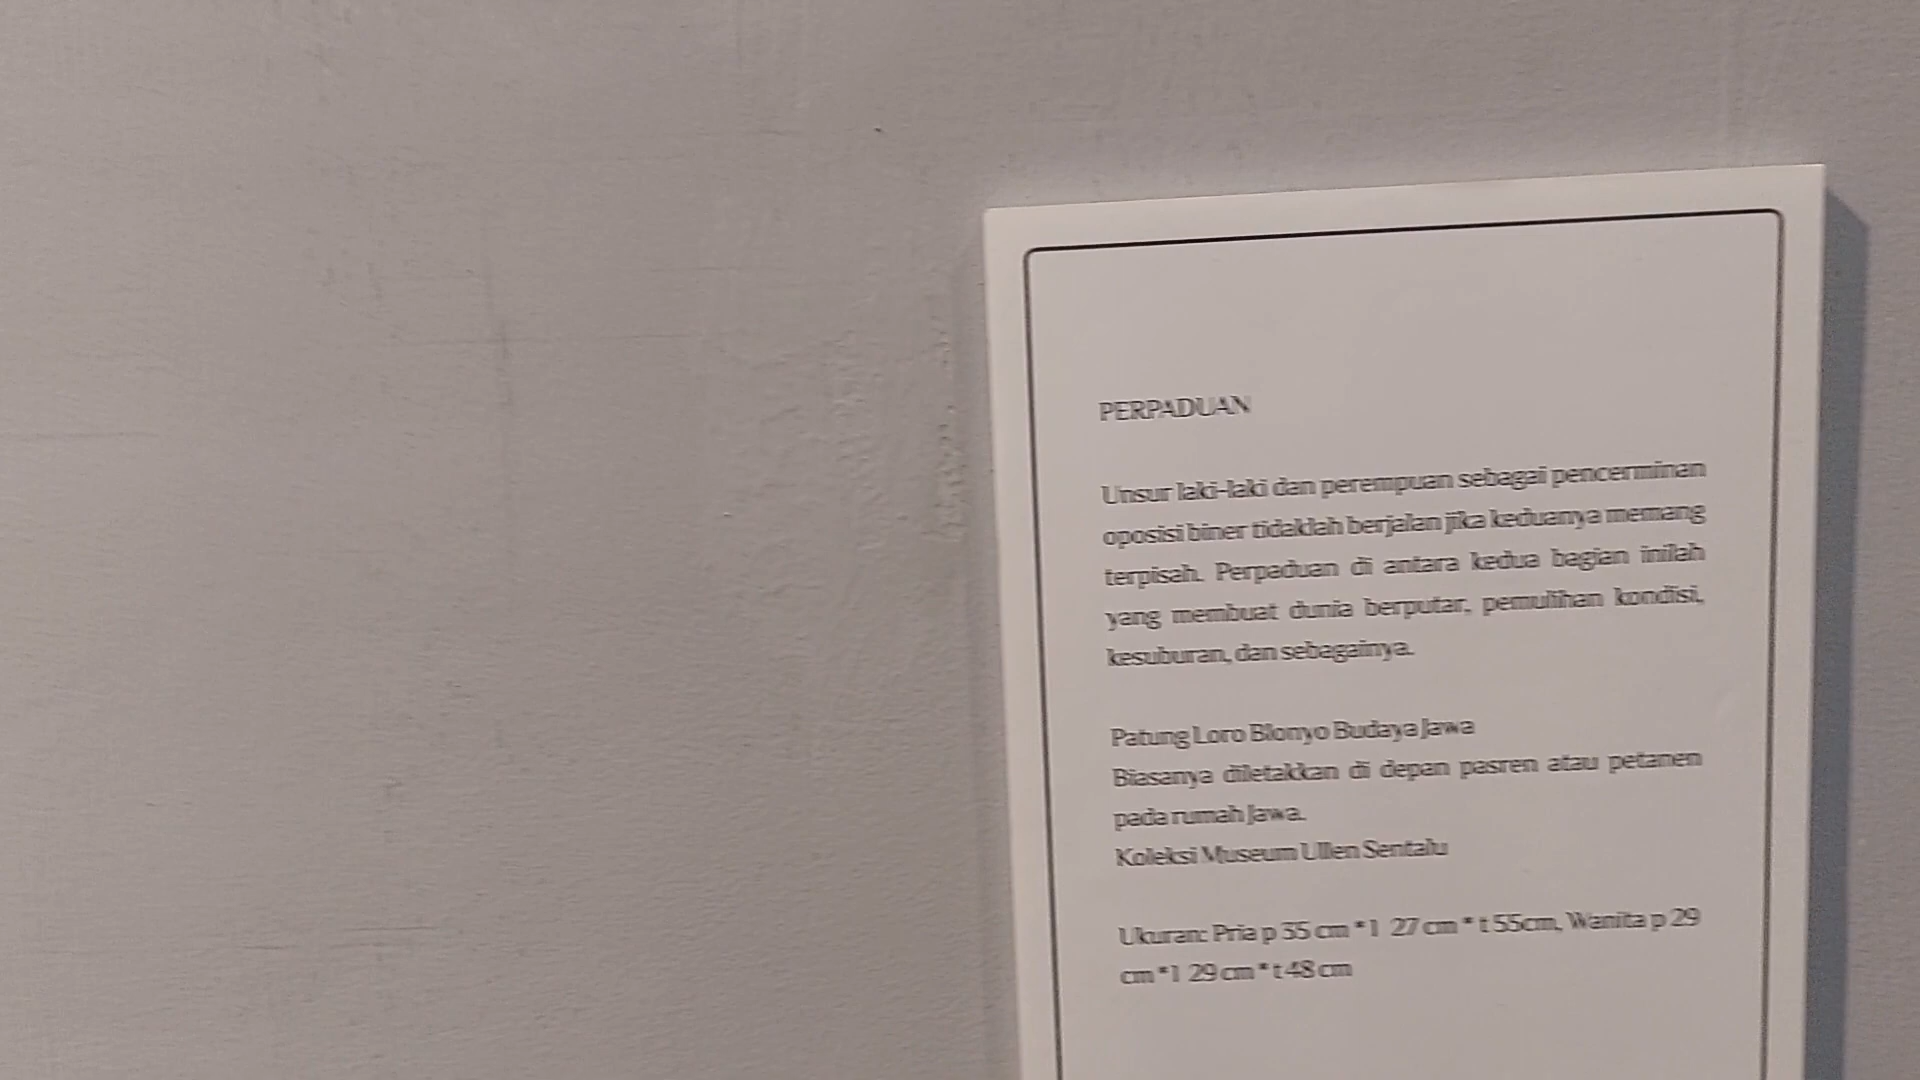 PERPADUAN
Unsur laki-laki dan perempuan sebagai pencerminan
oposisi biner tidaklah berjalan jika keduanya memang
terpisah. Perpaduan di antara kedua bagian inilah
yang membuat dunia berputar, pemulihan kondisi,
kesuburan, dan sebagainya.
Patung Loro Blonyo Budaya Jawa
Biasanya diletakkan di depan pasren atau petanen
pada rumah Jawa.
Koleksi Museum Ullen Sentalu
Ukuran: Pria p 35 cm * l 27 cm * t 55cm, Wanita p 29
cm * l 29 cm * t 48 cm